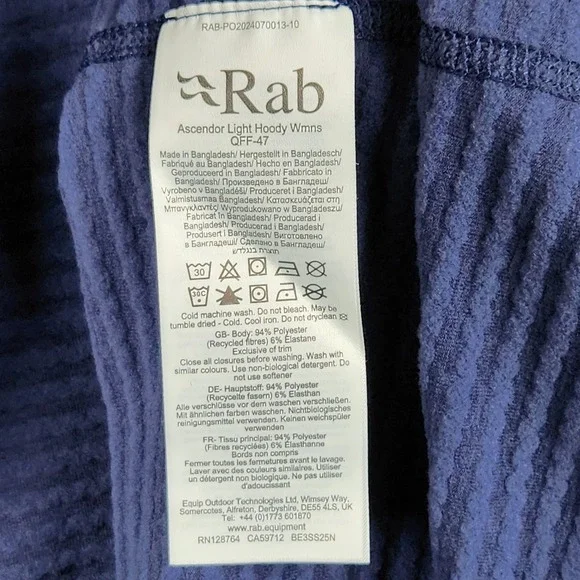 RAB-PO2024070013-10
Rab
Ascendor Light Hoody Wmns
QFF-47
Made in Bangladesh/ Hergestellt in Bangladesch/
Fabriqué au Bangladesh/ Hecho en Bangladesh/
Geproduceerd in Bangladesh/ Fabbricato in
Bangladesh/ Произведено в Бангладеш/
Vyrobeno v Bangladéši/ Produceret i Bangladesh/
Valmistusmaa Bangladesh/ Κατασκευάζεται στη
Μπανγκλαντές/ Wyprodukowano w Bangladeszu/
Fabricat în Bangladesh/ Produserad i
Bangladesh/ Producerad i Bangladesh/
Produsert i Bangladesh/ Виготовлено
в Бангладеш/ Сделано в Бангладеш/
תוצרת בנגלדש
30
30C
Cold machine wash. Do not bleach. May be
tumble dried - Cold. Cool iron. Do not dryclean
GB- Body: 94% Polyester
(Recycled fibres) 6% Elastane
Exclusive of trim
Close all closures before washing. Wash with
similar colours. Use non-biological detergent. Do
not use softener
DE- Hauptstoff: 94% Polyester
(Recycelte fasern) 6% Elasthan
Alle verschlüsse vor dem waschen verschließen.
Mit ähnlichen farben waschen. Nichtbiologisches
reinigungsmittel verwenden. Keinen weichspüler
verwenden
FR- Tissu principal: 94% Polyester
(Fibres recyclées) 6% Élasthanne
Bords non compris
Fermer toutes les fermetures avant le lavage.
Laver avec des couleurs similaires. Utiliser
un détergent non biologique. Ne pas utiliser
d'adoucissant
Equip Outdoor Technologies Ltd, Wimsey Way,
Somercotes, Alfreton, Derbyshire, DE55 4LS, UK
Tel: +44 (0)1773 601870
www.rab.equipment
RN128764 CA59712 BE3SS25N